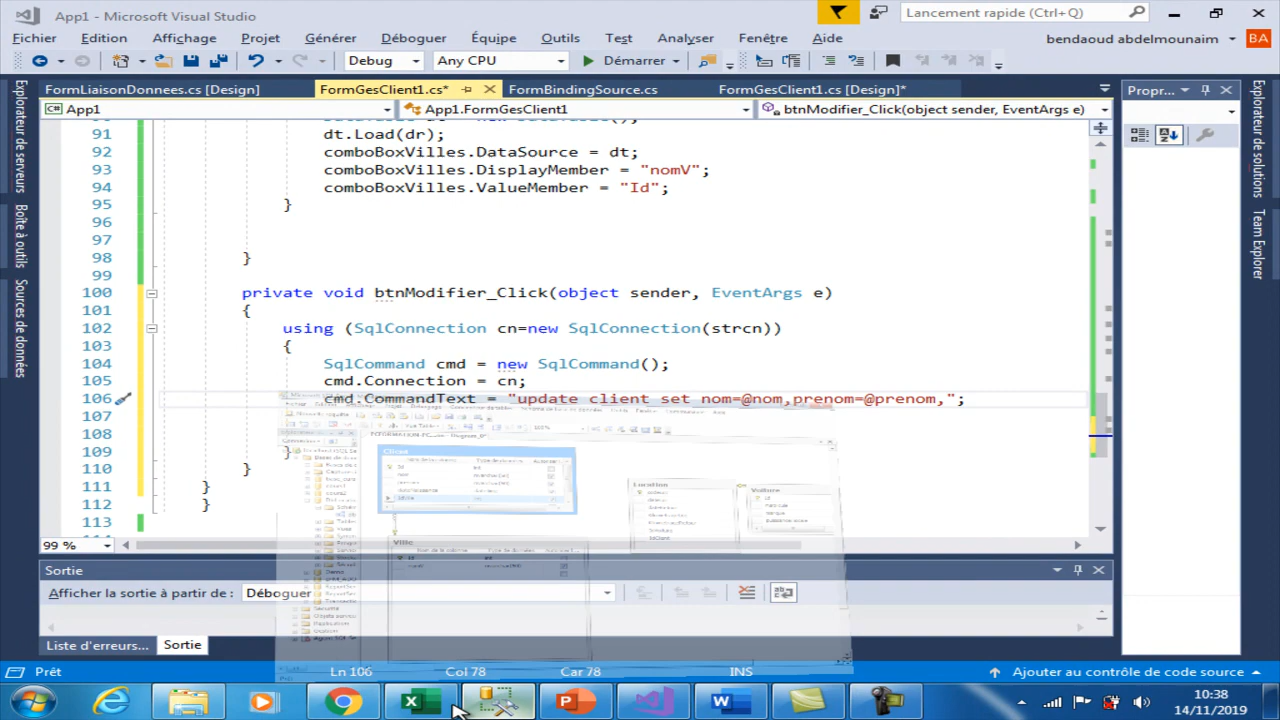 App1 - Microsoft Visual Studio
Lancement rapide (Ctrl+Q)
Fichier Edition Affichage Projet Générer Déboguer Équipe Outils Test Analyser Fenêtre Aide
bendaoud abdelmounaim BA
Debug Any CPU Démarrer
FormLiaisonDonnees.cs [Design] FormGesClient1.cs* FormBindingSource.cs FormGesClient1.cs [Design]*
Propr...
App1 App1.FormGesClient1 btnModifier_Click(object sender, EventArgs e)
Explorateur de serveurs
Boîte à outils
Sources de données
Explorateur de solutions
Team Explorer
91 dt.Load(dr);
92 comboBoxVilles.DataSource = dt;
93 comboBoxVilles.DisplayMember = "nomV";
94 comboBoxVilles.ValueMember = "Id";
95 }
96
97
98 }
99
100 private void btnModifier_Click(object sender, EventArgs e)
101 {
102 using (SqlConnection cn=new SqlConnection(strcn))
103 {
104 SqlCommand cmd = new SqlCommand();
105 cmd.Connection = cn;
106 cmd.CommandText = "update client set nom=@nom,prenom=@prenom,";
107
108
109 }
110 }
111 }
112 }
113
99 %
Client
Location
Voiture
Ville
Sortie
Afficher la sortie à partir de : Déboguer
Liste d'erreurs... Sortie
Prêt Ln 106 Col 78 Car 78 INS Ajouter au contrôle de code source
10:38
14/11/2019